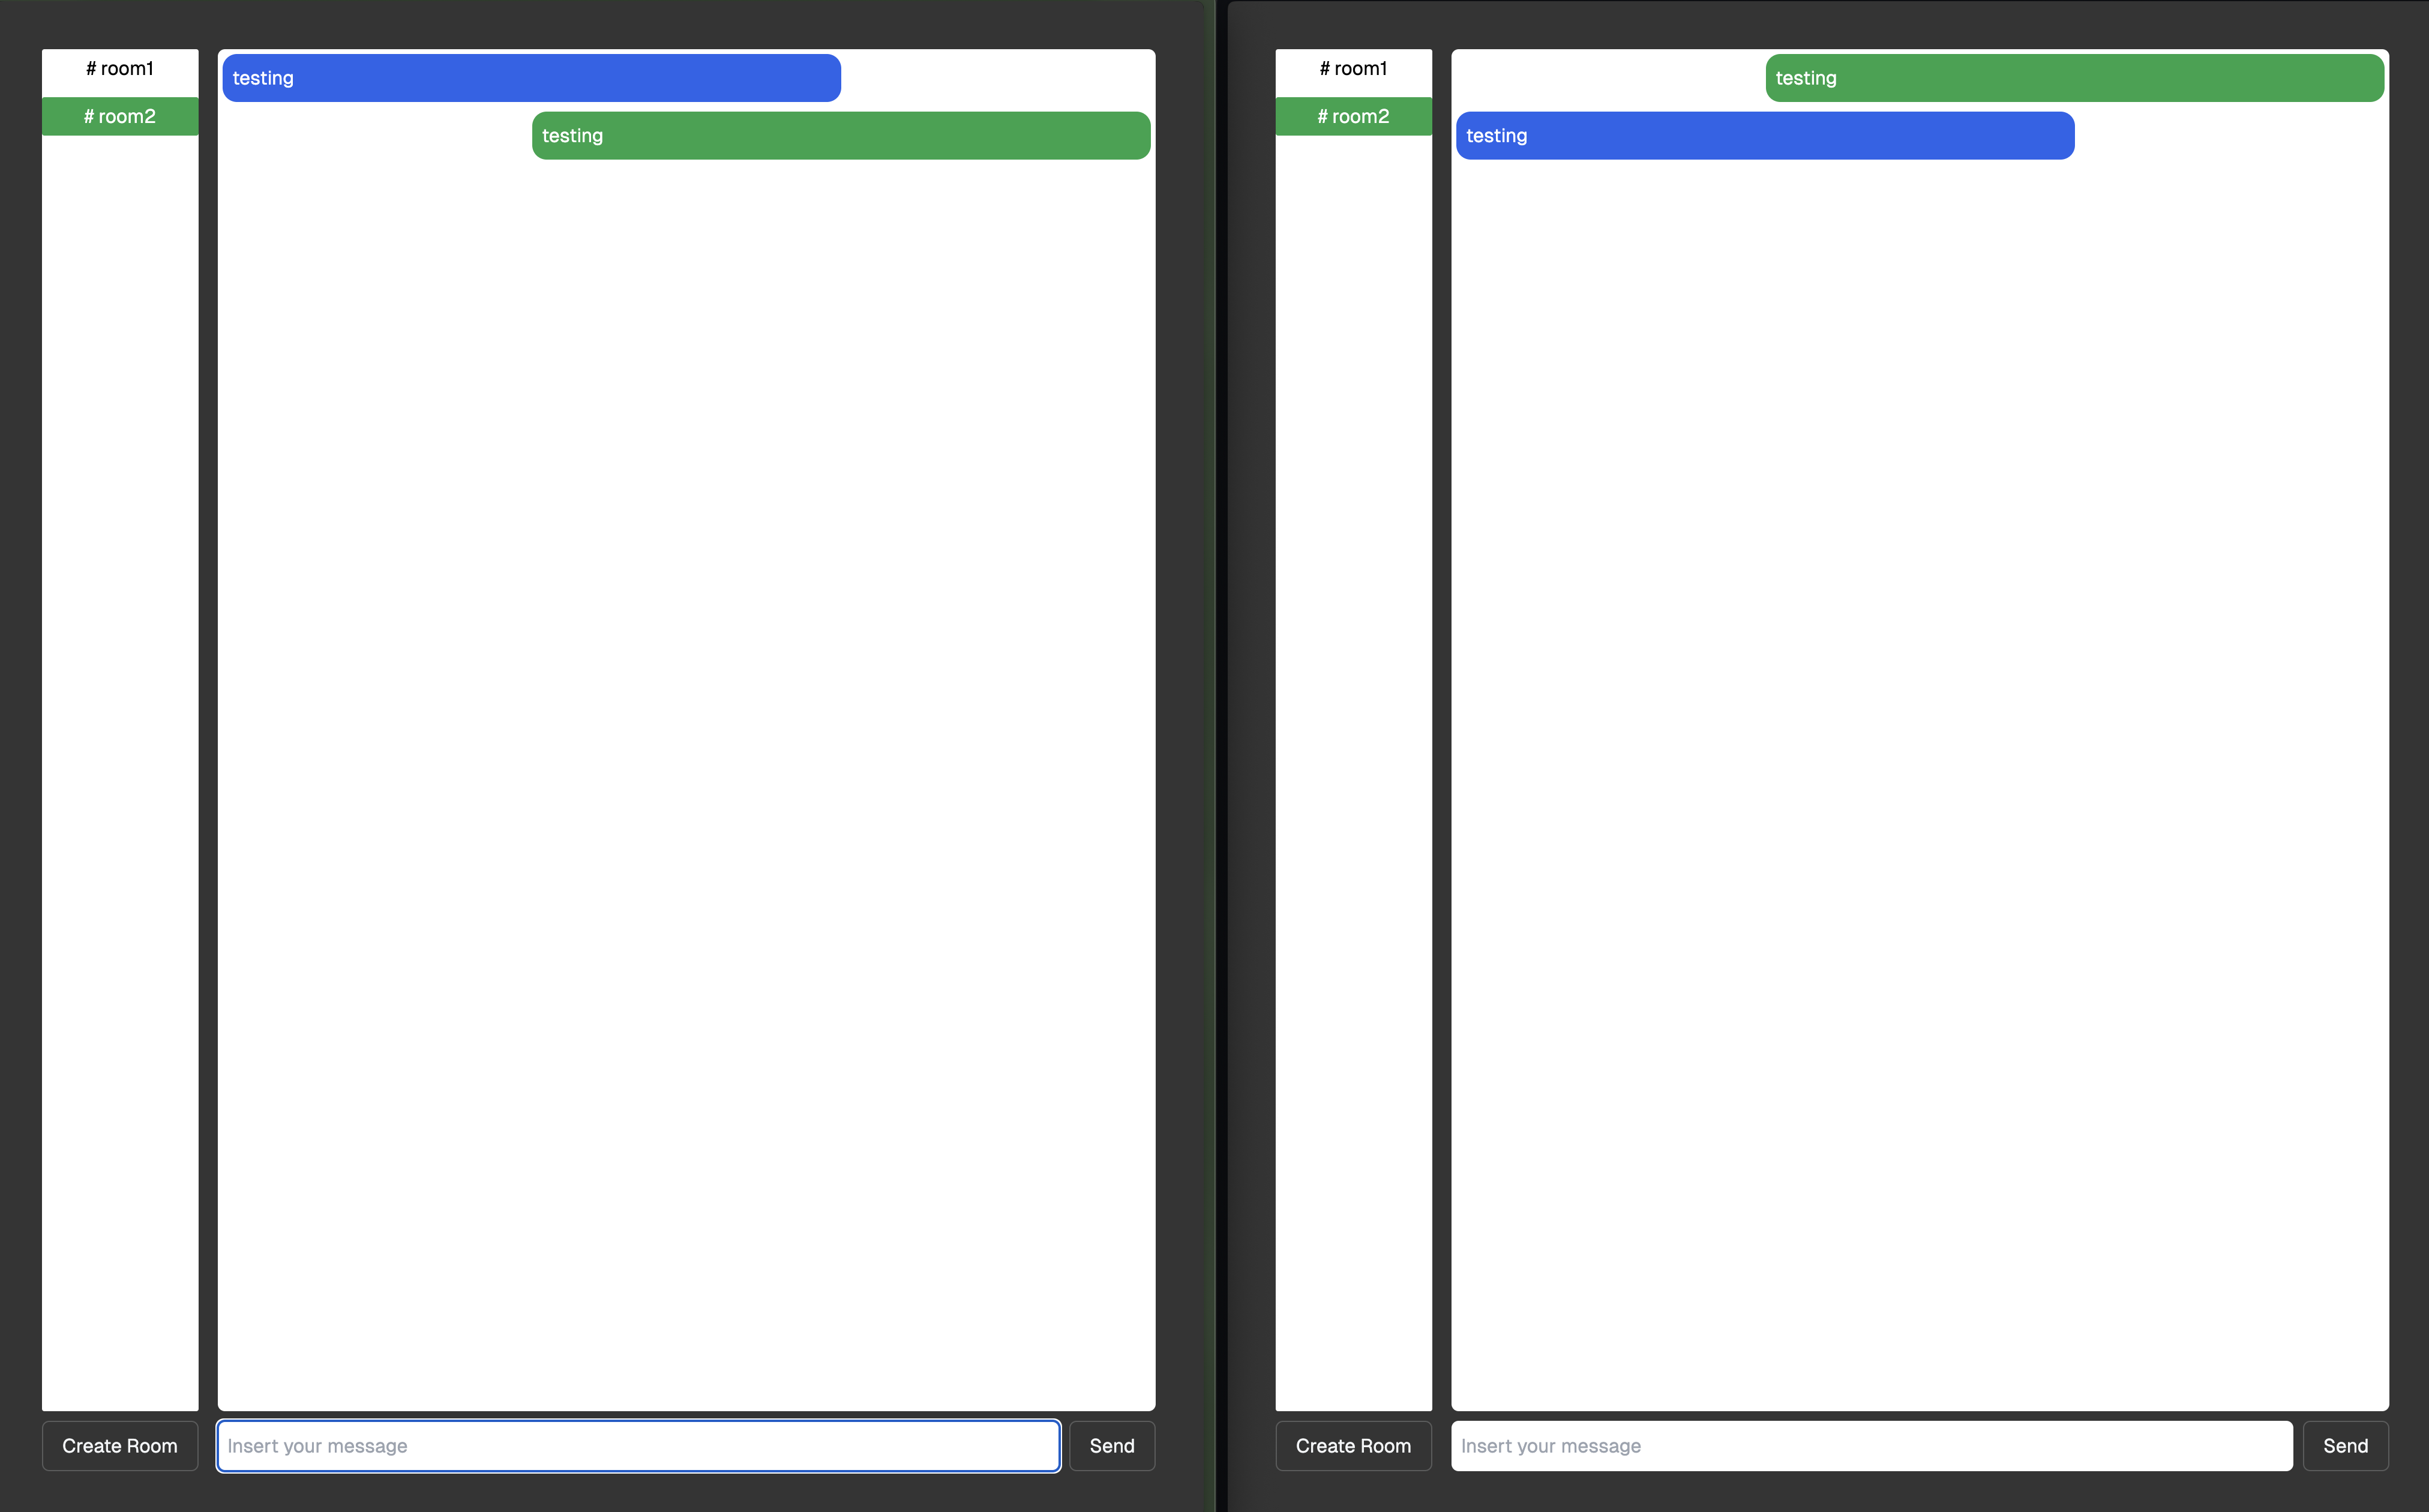 # room1
# room2
testing
testing
Create Room
Insert your message
Send
# room1
# room2
testing
testing
Create Room
Insert your message
Send